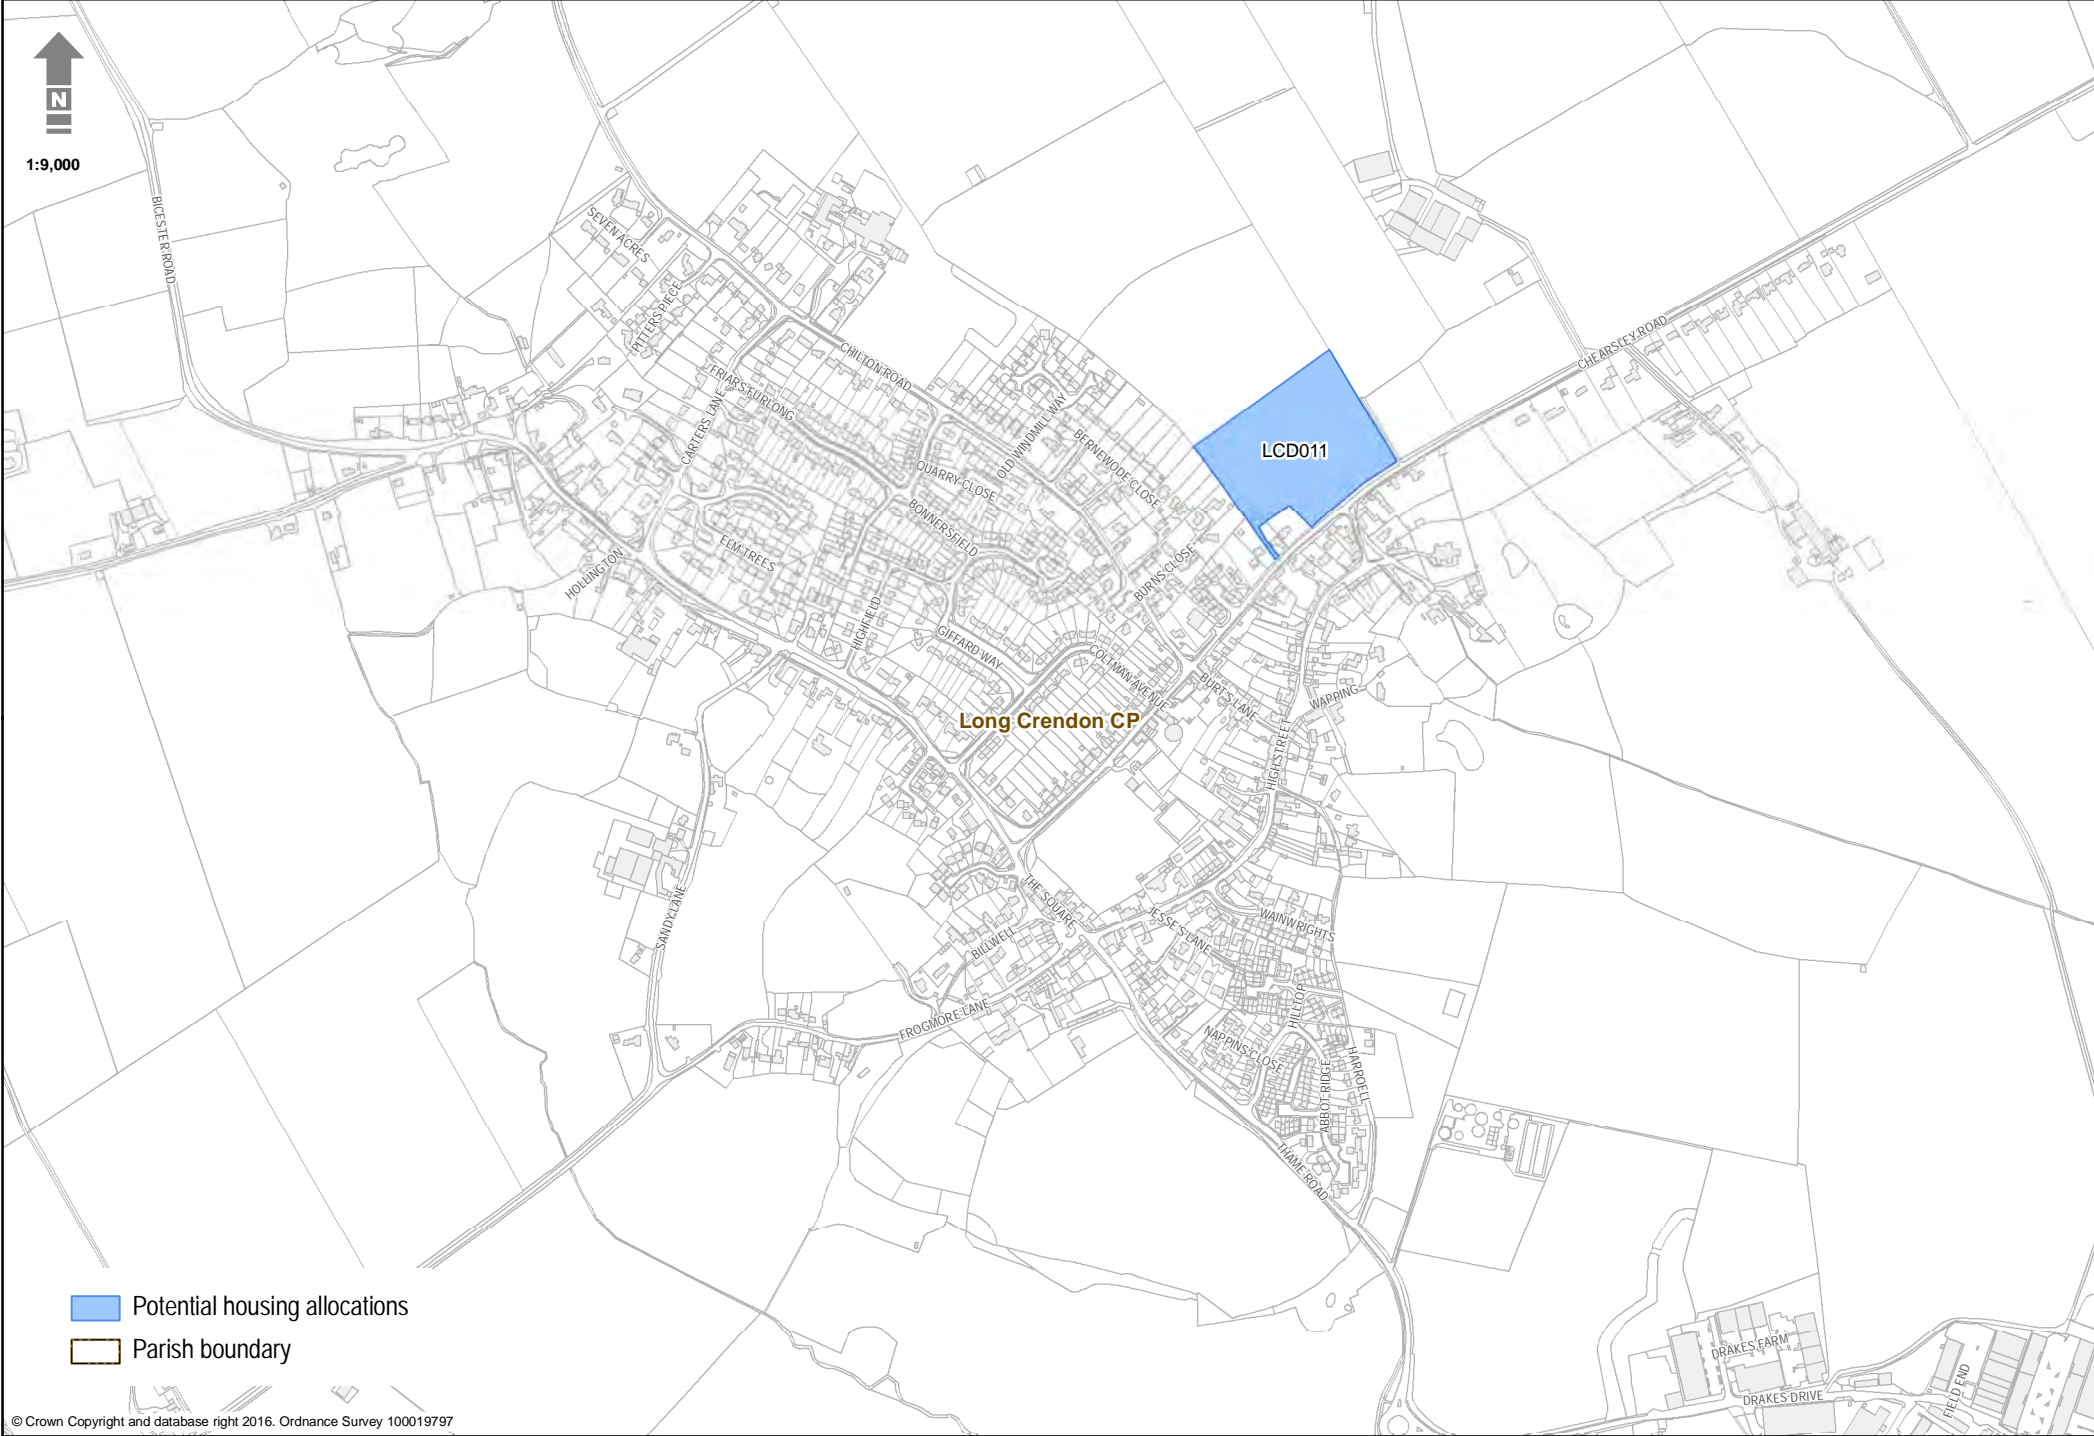 N
1:9,000
BICESTER ROAD
SEVEN ACRES
PITTERS PIECE
CHILTON ROAD
CHEARSLEY ROAD
FRIARS FURLONG
CARTERS LANE
OLD WINDMILL WAY
BERNEWODE CLOSE
LCD011
QUARRY CLOSE
BONNERSFIELD
ELM TREES
HOLLINGTON
BURNS CLOSE
HIGHFIELD
GIFFARD WAY
COLTMAN AVENUE
BURTS LANE
WAPPING
Long Crendon CP
HIGH STREET
THE SQUARE
SANDY LANE
BILLWELL
JESSES LANE
WAINWRIGHTS
FROGMORE LANE
HILLTOP
NAPPINS CLOSE
HARROELL
ABBOT RIDGE
THAME ROAD
Potential housing allocations
Parish boundary
DRAKES FARM
DRAKES DRIVE
FIELD END
© Crown Copyright and database right 2016. Ordnance Survey 100019797